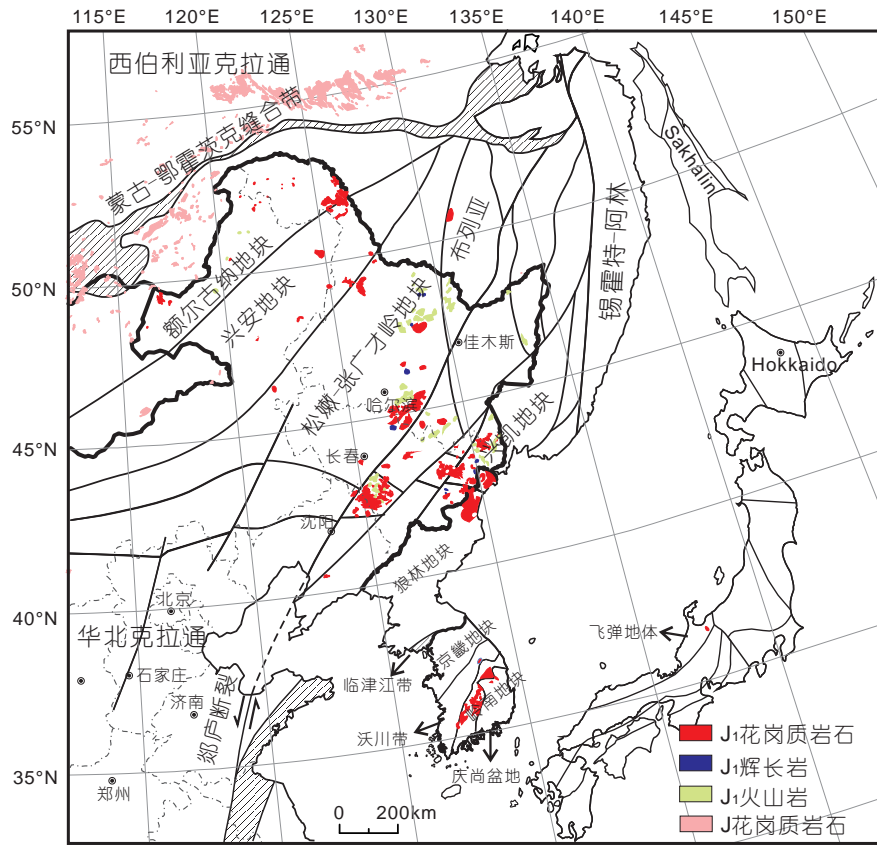 115°E
120°E
125°E
130°E
135°E
140°E
145°E
150°E
55°N
50°N
45°N
40°N
35°N
西伯利亚克拉通
蒙古-鄂霍茨克缝合带
Sakhalin
布列亚
锡霍特-阿林
额尔古纳地块
兴安地块
松嫩-张广才岭地块
佳木斯
Hokkaido
哈尔滨
兴凯地块
长春
沈阳
狼林地块
北京
华北克拉通
京畿地块
飞弹地体
石家庄
临津江带
岭南地块
济南
郯庐断裂
沃川带
庆尚盆地
郑州
0 200km
J₁花岗质岩石
J₁辉长岩
J₁火山岩
J花岗质岩石